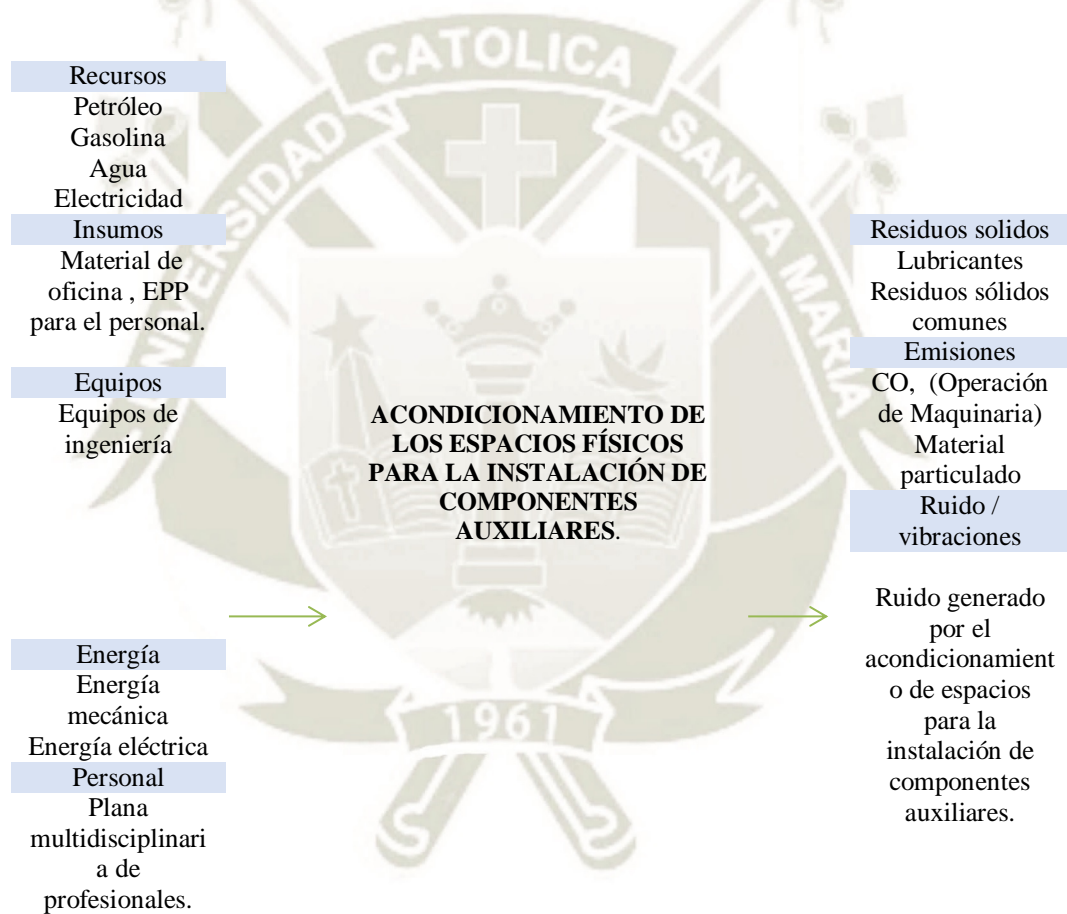 Recursos
Petróleo
Gasolina
Agua
Electricidad
Insumos
Material de
oficina , EPP
para el personal.
Equipos
Equipos de
ingeniería
Energía
Energía
mecánica
Energía eléctrica
Personal
Plana
multidisciplinari
a de
profesionales.
UNIVERSIDAD CATOLICA SANTA MARIA
1961
ACONDICIONAMIENTO DE
LOS ESPACIOS FÍSICOS
PARA LA INSTALACIÓN DE
COMPONENTES
AUXILIARES.
Residuos solidos
Lubricantes
Residuos sólidos
comunes
Emisiones
CO, (Operación
de Maquinaria)
Material
particulado
Ruido /
vibraciones
Ruido generado
por el
acondicionamient
o de espacios
para la
instalación de
componentes
auxiliares.